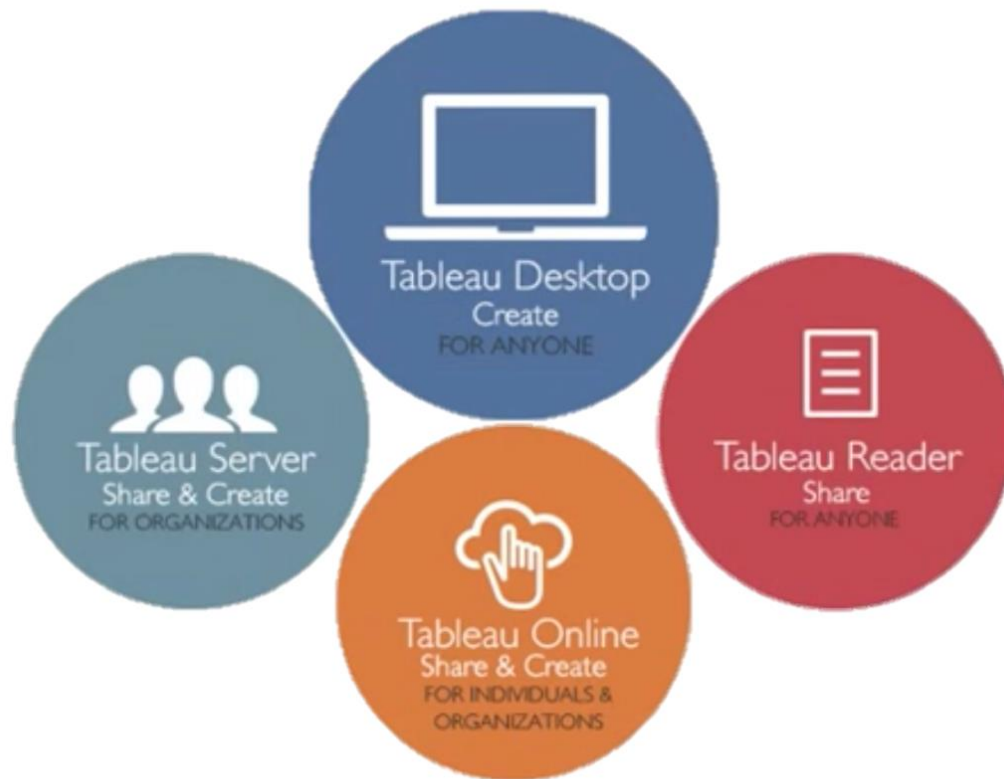 Tableau Desktop
Create
FOR ANYONE
Tableau Server
Share & Create
FOR ORGANIZATIONS
Tableau Reader
Share
FOR ANYONE
Tableau Online
Share & Create
FOR INDIVIDUALS &
ORGANIZATIONS